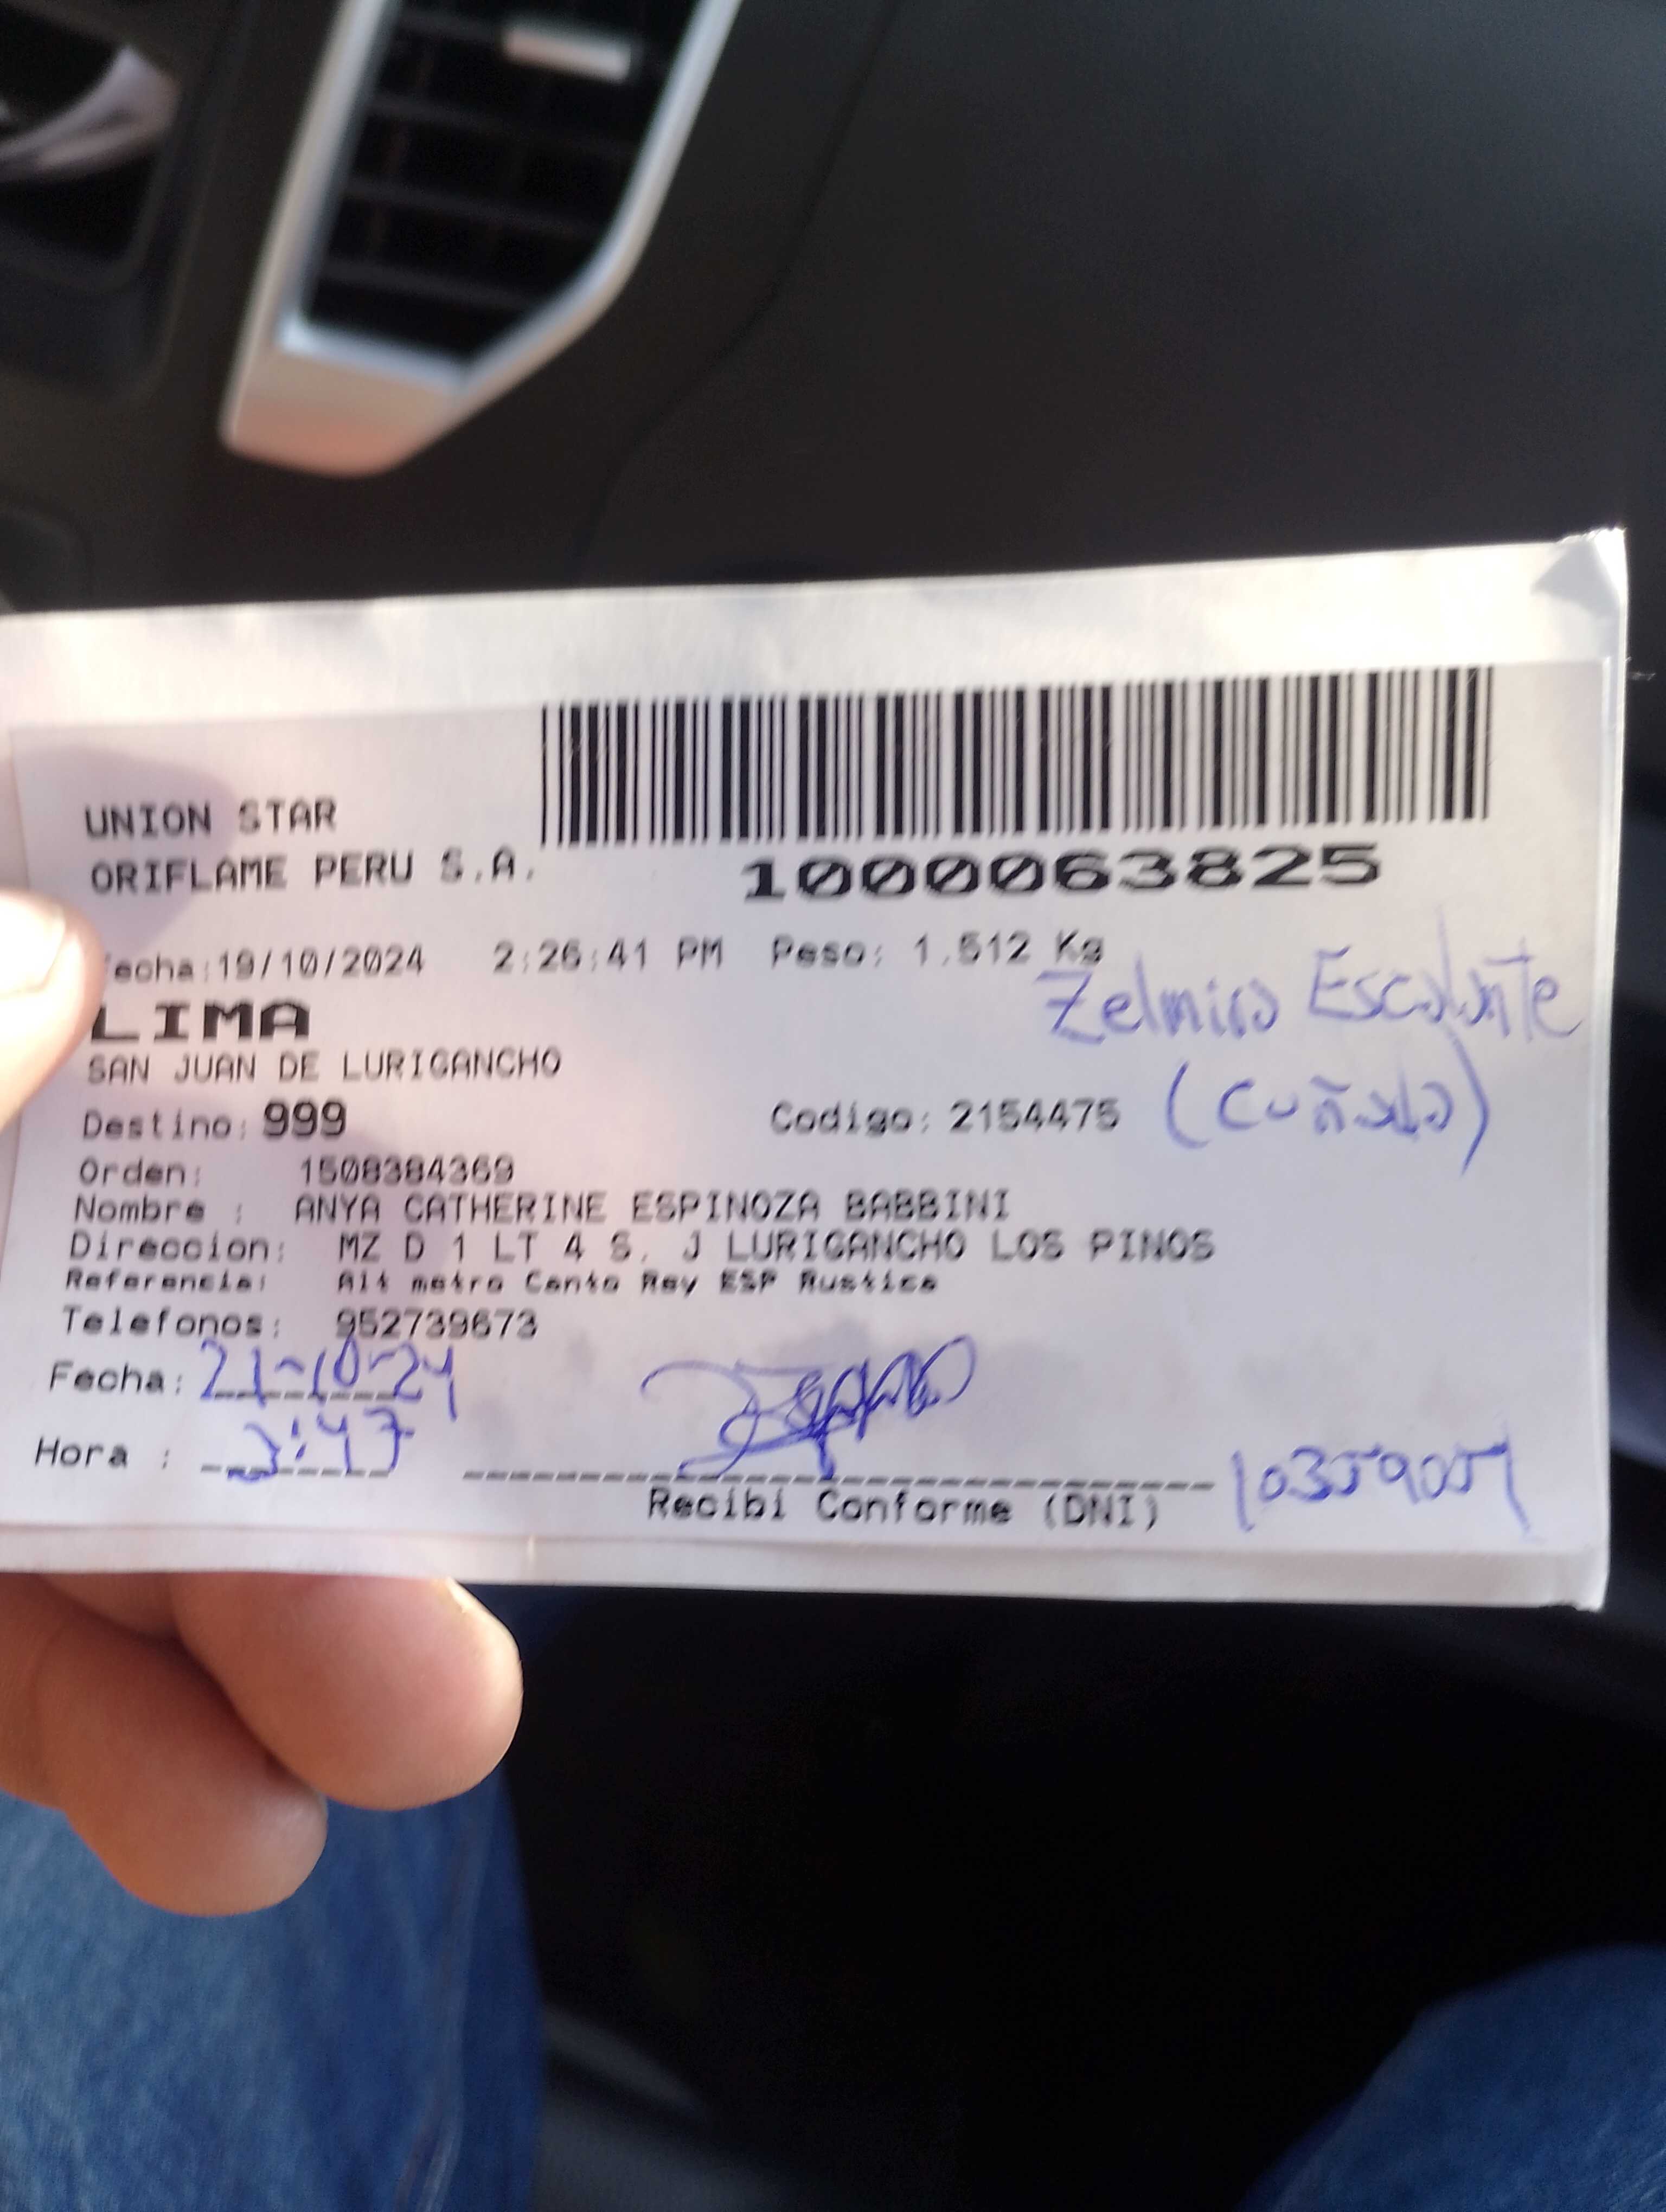 UNION STAR
ORIFLAME PERU S.A.
1000063825
echa:19/10/2024 2:26:41 PM Peso: 1.512 Kg
Zelmiro Escalante
LIMA
SAN JUAN DE LURIGANCHO
(cuñado)
Destino: 999 Codigo: 2154475
Orden: 1508384369
Nombre : ANYA CATHERINE ESPINOZA BABBINI
Direccion: MZ D 1 LT 4 S. J LURIGANCHO LOS PINOS
Referencia: Alt metro Canto Rey ESP Rustica
Telefonos: 952739673
Fecha: 21-10-24
Hora : 3:47
Recibi Conforme (DNI)